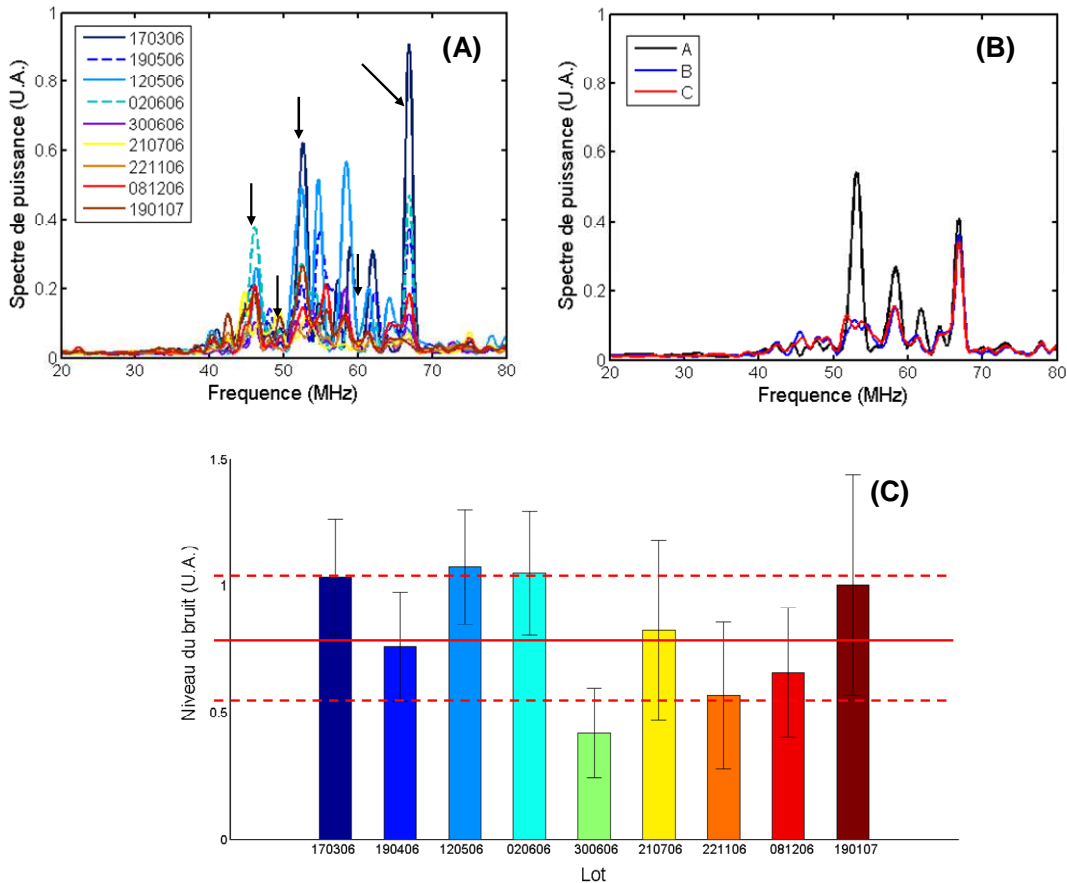 (A)
Spectre de puissance (U.A.)
1
0.8
0.6
0.4
0.2
0
170306
190506
120506
020606
300606
210706
221106
081206
190107
20 30 40 50 60 70 80
Frequence (MHz)
(B)
Spectre de puissance (U.A.)
1
0.8
0.6
0.4
0.2
0
A
B
C
20 30 40 50 60 70 80
Frequence (MHz)
(C)
Niveau du bruit (U.A.)
1.5
1
0.5
0
170306 190406 120506 020606 300606 210706 221106 081206 190107
Lot